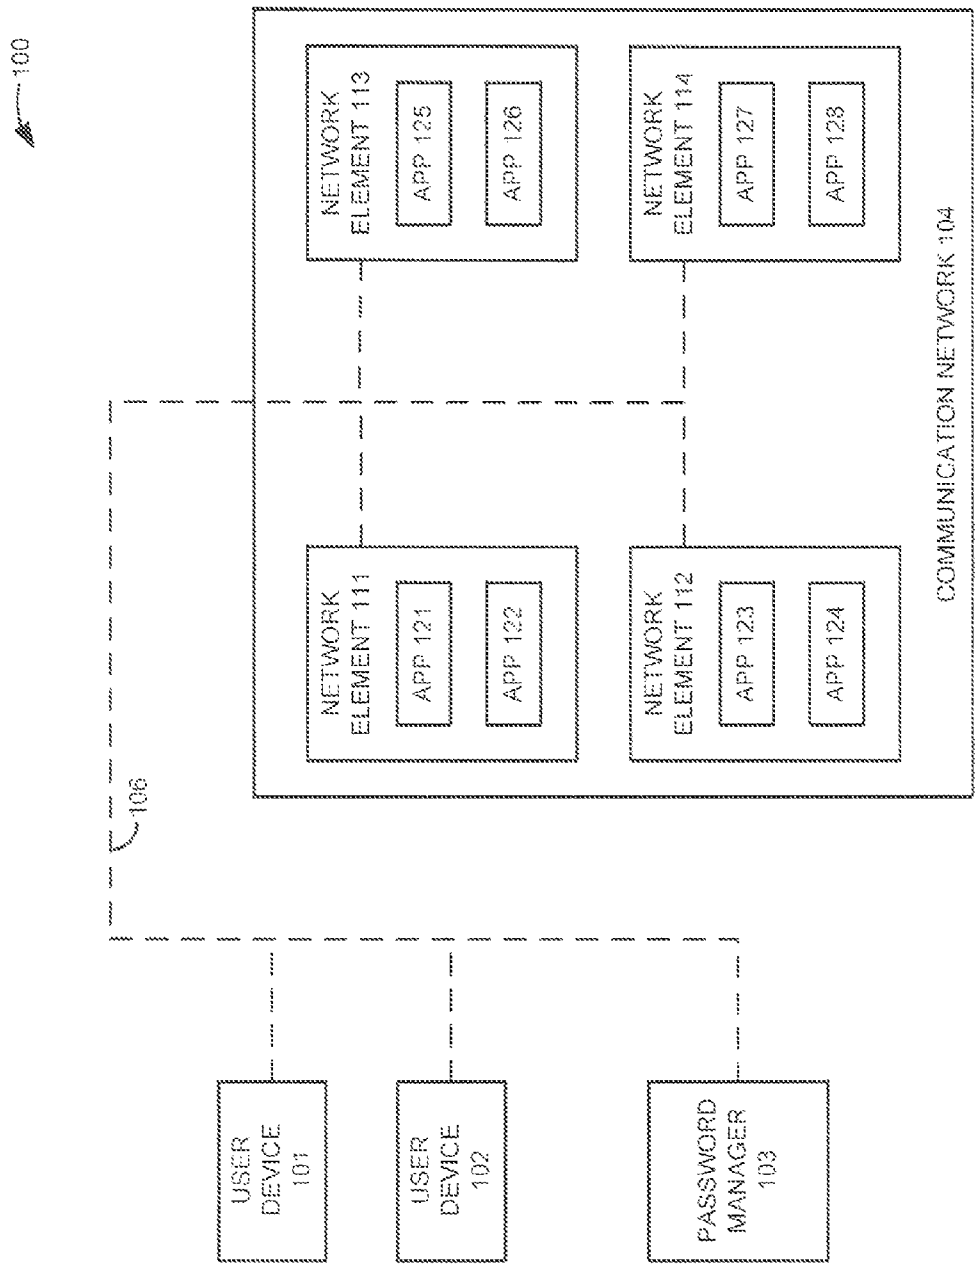 100
106
USER
DEVICE
101
USER
DEVICE
102
PASSWORD
MANAGER
103
NETWORK
ELEMENT 111
APP 121
APP 122
NETWORK
ELEMENT 113
APP 125
APP 126
NETWORK
ELEMENT 112
APP 123
APP 124
NETWORK
ELEMENT 114
APP 127
APP 128
COMMUNICATION NETWORK 104